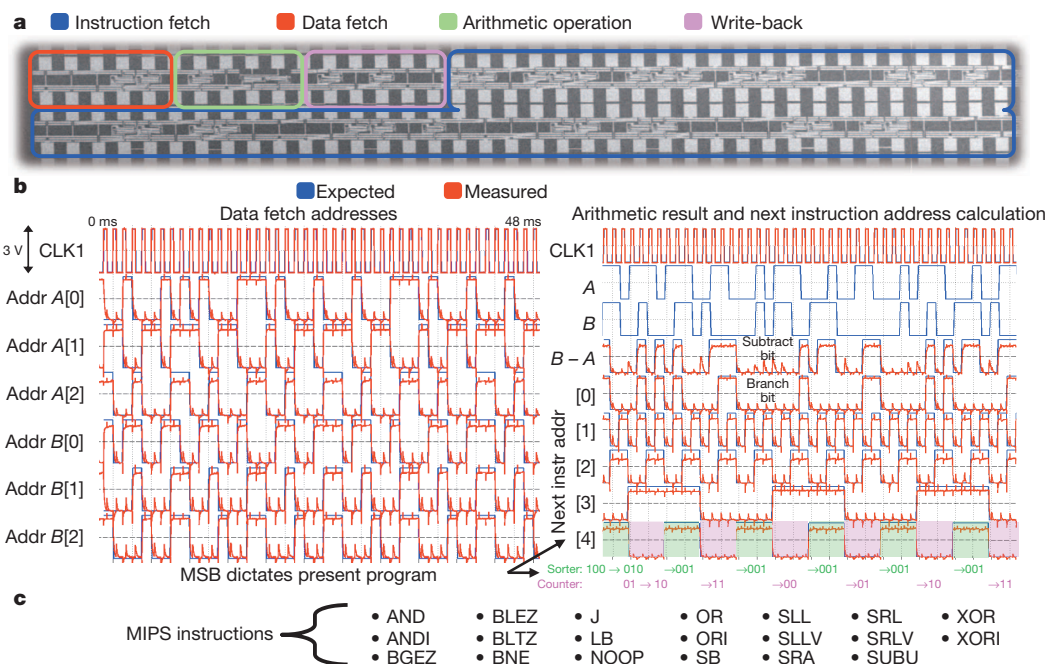 a
Instruction fetch Data fetch Arithmetic operation Write-back
b
Expected Measured
0 ms Data fetch addresses 48 ms
3 V CLK1
Addr A[0]
Addr A[1]
Addr A[2]
Addr B[0]
Addr B[1]
Addr B[2]
MSB dictates present program
Arithmetic result and next instruction address calculation
CLK1
A
B
B – A
Subtract bit
Branch bit
Next instr addr
[0]
[1]
[2]
[3]
[4]
Sorter: 100 → 010 → 001 → 001 → 001 → 001 → 001
Counter: 01 → 10 → 11 → 00 → 01 → 10 → 11
c
MIPS instructions
• AND • BLEZ • J • OR • SLL • SRL • XOR
• ANDI • BLTZ • LB • ORI • SLLV • SRLV • XORI
• BGEZ • BNE • NOOP • SB • SRA • SUBU